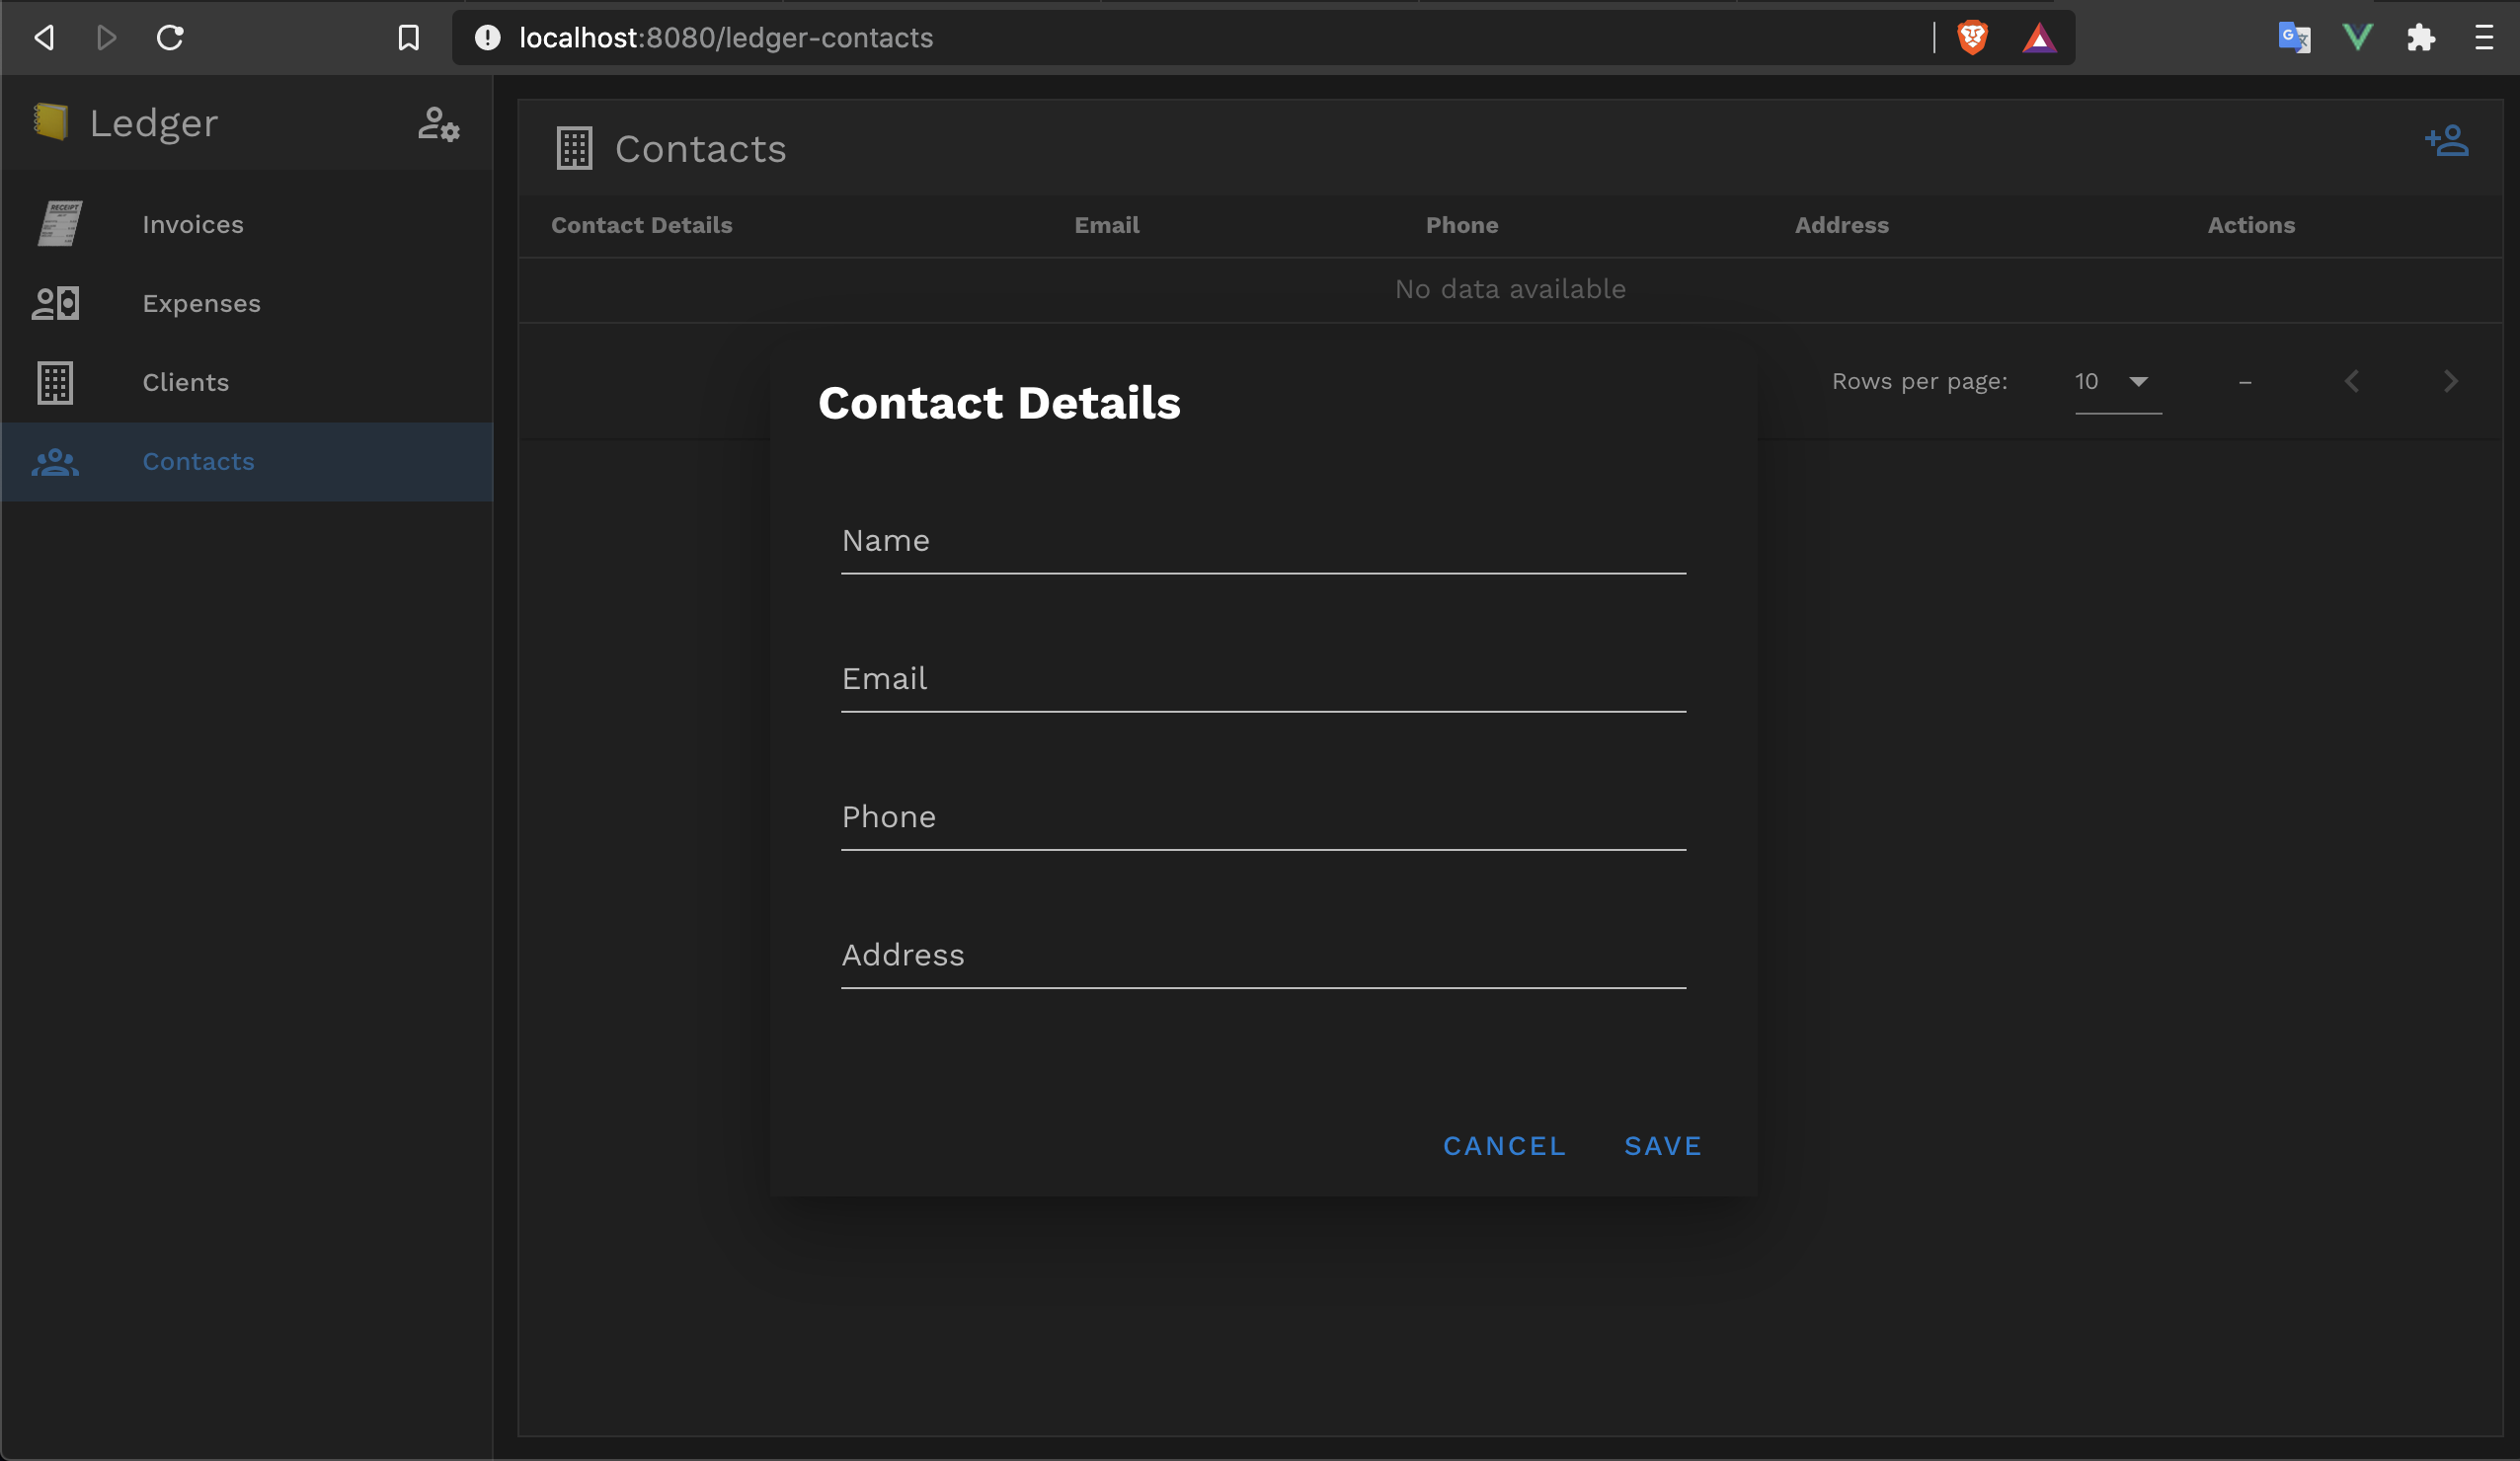 localhost:8080/ledger-contacts
Ledger
Invoices
Expenses
Clients
Contacts
Contacts
Contact Details Email Phone Address Actions
No data available
Rows per page: 10 –
Contact Details
Name
Email
Phone
Address
CANCEL SAVE